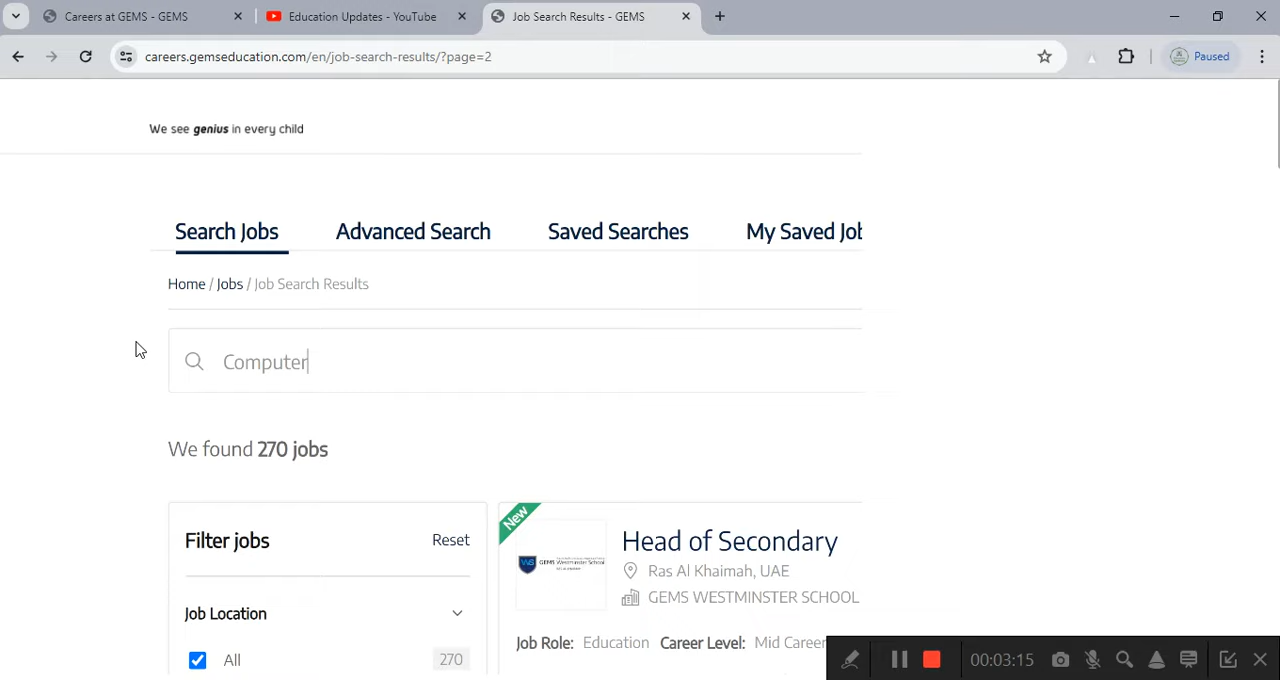 Careers at GEMS - GEMS
Education Updates - YouTube
Job Search Results - GEMS
careers.gemseducation.com/en/job-search-results/?page=2
Paused
We see genius in every child
Search Jobs
Advanced Search
Saved Searches
My Saved Job
Home / Jobs / Job Search Results
Computer
We found 270 jobs
Filter jobs
Reset
Job Location
All
270
New
GEMS Westminster School
Head of Secondary
Ras Al Khaimah, UAE
GEMS WESTMINSTER SCHOOL
Job Role: Education Career Level: Mid Career
00:03:15